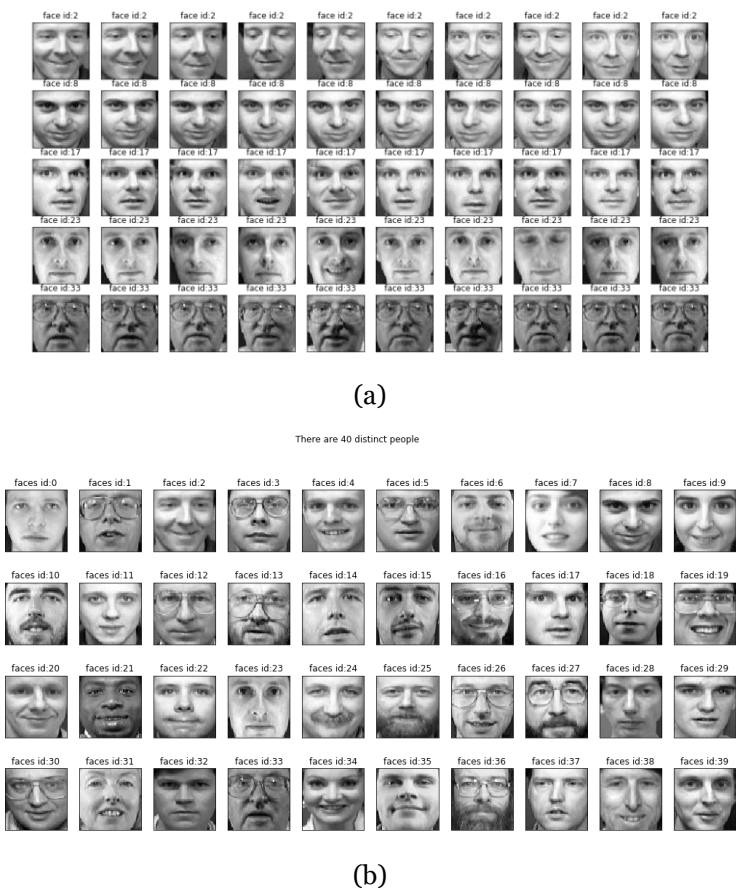 face id:2 face id:2 face id:2 face id:2 face id:2 face id:2 face id:2 face id:2 face id:2 face id:2
face id:8 face id:8 face id:8 face id:8 face id:8 face id:8 face id:8 face id:8 face id:8 face id:8
face id:17 face id:17 face id:17 face id:17 face id:17 face id:17 face id:17 face id:17 face id:17 face id:17
face id:23 face id:23 face id:23 face id:23 face id:23 face id:23 face id:23 face id:23 face id:23 face id:23
face id:33 face id:33 face id:33 face id:33 face id:33 face id:33 face id:33 face id:33 face id:33 face id:33
(a)
There are 40 distinct people
faces id:0 faces id:1 faces id:2 faces id:3 faces id:4 faces id:5 faces id:6 faces id:7 faces id:8 faces id:9
faces id:10 faces id:11 faces id:12 faces id:13 faces id:14 faces id:15 faces id:16 faces id:17 faces id:18 faces id:19
faces id:20 faces id:21 faces id:22 faces id:23 faces id:24 faces id:25 faces id:26 faces id:27 faces id:28 faces id:29
faces id:30 faces id:31 faces id:32 faces id:33 faces id:34 faces id:35 faces id:36 faces id:37 faces id:38 faces id:39
(b)